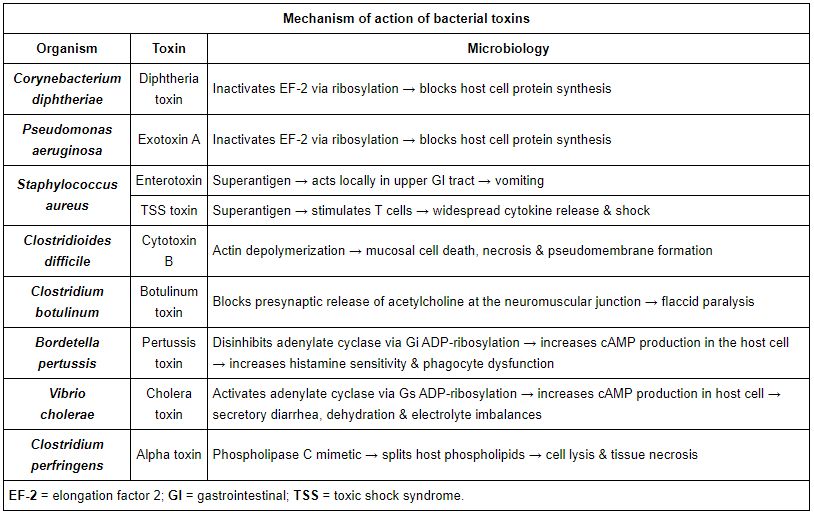 Mechanism of action of bacterial toxins
Organism Toxin Microbiology
Corynebacterium
diphtheriae
Diphtheria
toxin
Inactivates EF-2 via ribosylation → blocks host cell protein synthesis
Pseudomonas
aeruginosa
Exotoxin A
Inactivates EF-2 via ribosylation → blocks host cell protein synthesis
Staphylococcus
aureus
Enterotoxin
Superantigen → acts locally in upper GI tract → vomiting
TSS toxin
Superantigen → stimulates T cells → widespread cytokine release & shock
Clostridioides
difficile
Cytotoxin
B
Actin depolymerization → mucosal cell death, necrosis & pseudomembrane formation
Clostridium
botulinum
Botulinum
toxin
Blocks presynaptic release of acetylcholine at the neuromuscular junction → flaccid paralysis
Bordetella
pertussis
Pertussis
toxin
Disinhibits adenylate cyclase via Gi ADP-ribosylation → increases cAMP production in the host cell
→ increases histamine sensitivity & phagocyte dysfunction
Vibrio
cholerae
Cholera
toxin
Activates adenylate cyclase via Gs ADP-ribosylation → increases cAMP production in host cell →
secretory diarrhea, dehydration & electrolyte imbalances
Clostridium
perfringens
Alpha toxin
Phospholipase C mimetic → splits host phospholipids → cell lysis & tissue necrosis
EF-2 = elongation factor 2; GI = gastrointestinal; TSS = toxic shock syndrome.